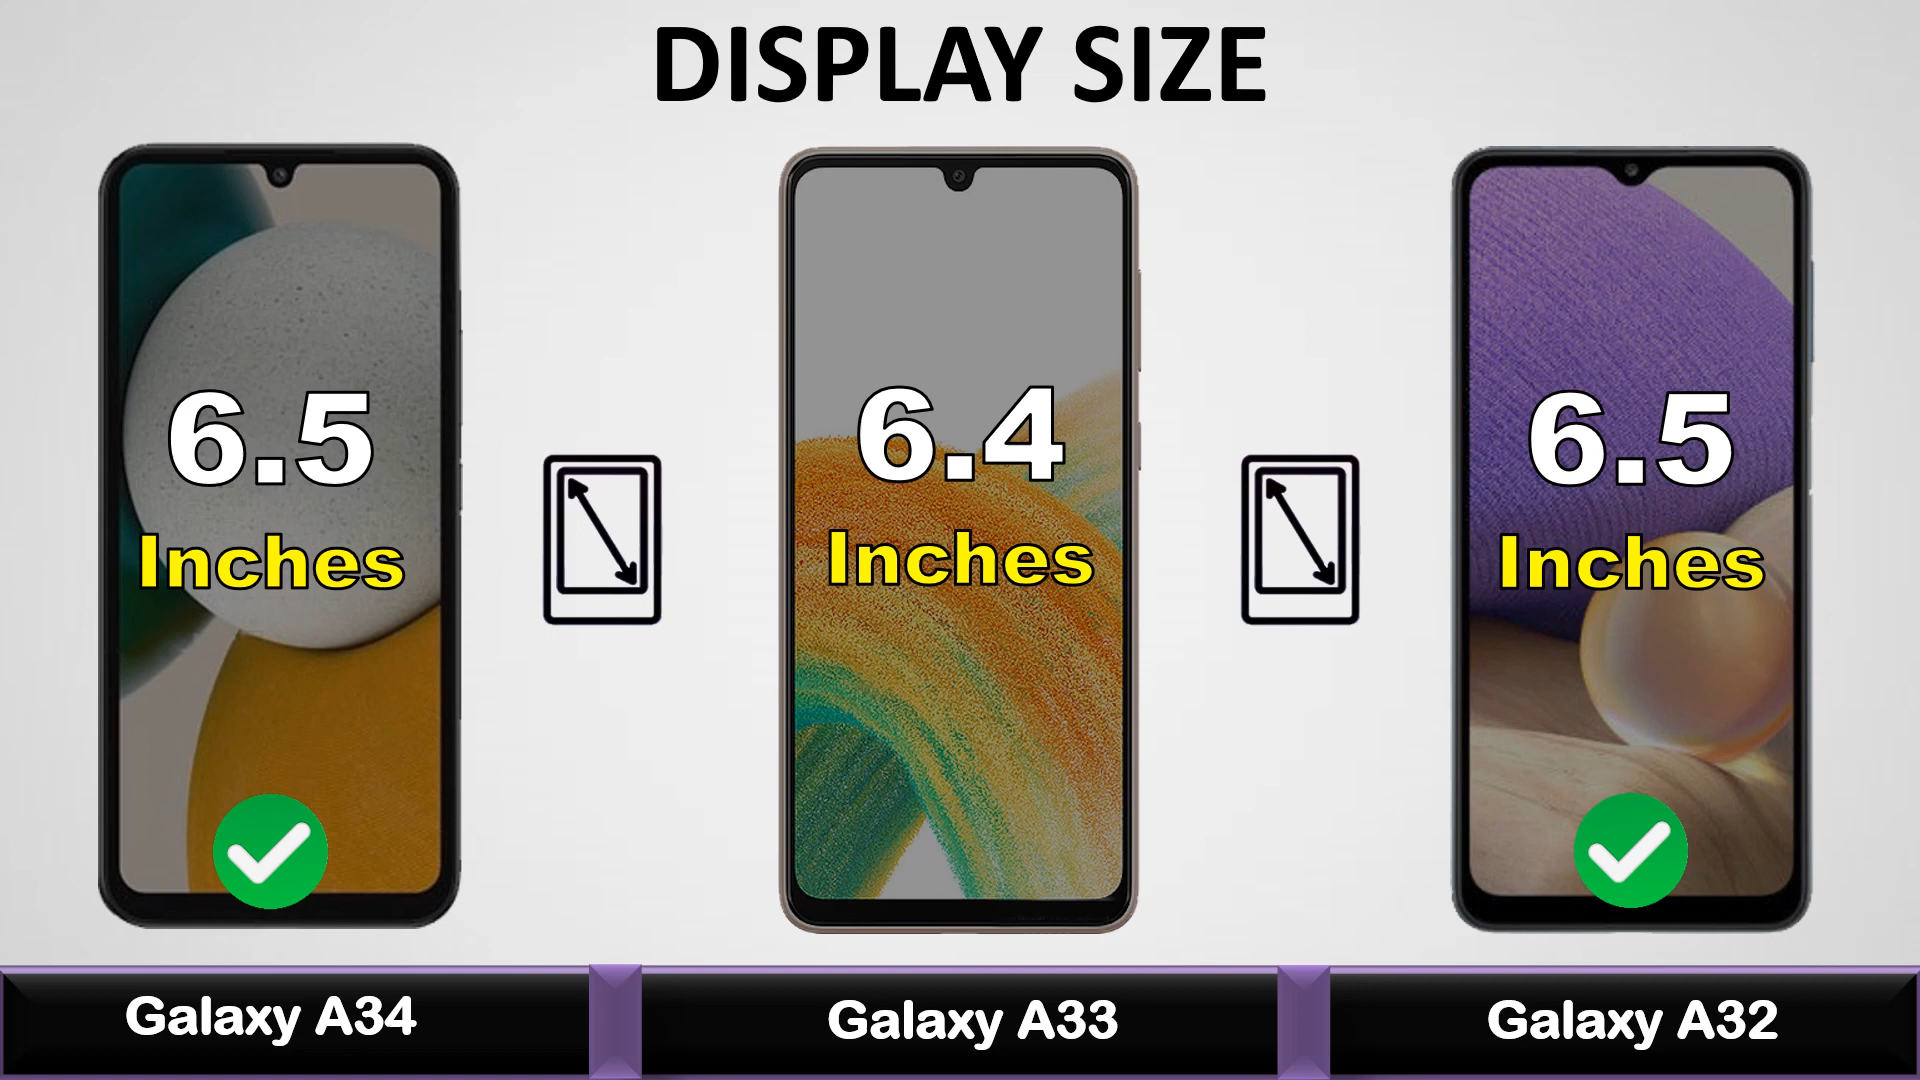 DISPLAY SIZE
6.5
Inches
6.4
Inches
6.5
Inches
Galaxy A34
Galaxy A33
Galaxy A32